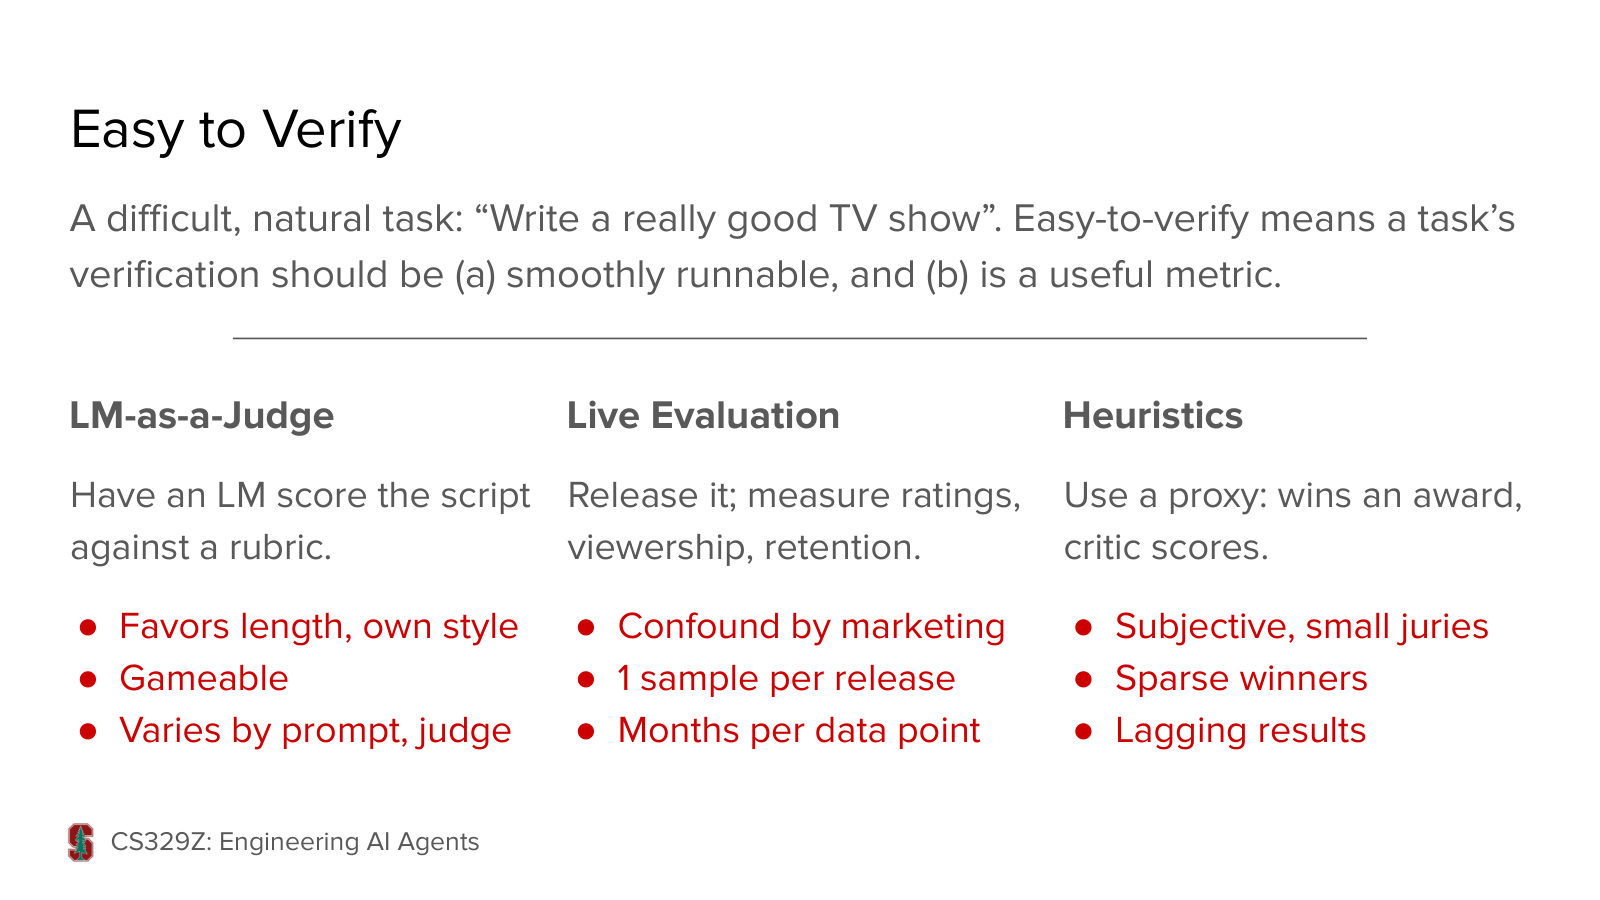 Easy to Verify
A difficult, natural task: “Write a really good TV show”. Easy-to-verify means a task’s
verification should be (a) smoothly runnable, and (b) is a useful metric.
LM-as-a-Judge
Have an LM score the script
against a rubric.
● Favors length, own style
● Gameable
● Varies by prompt, judge
Live Evaluation
Release it; measure ratings,
viewership, retention.
● Confound by marketing
● 1 sample per release
● Months per data point
Heuristics
Use a proxy: wins an award,
critic scores.
● Subjective, small juries
● Sparse winners
● Lagging results
CS329Z: Engineering AI Agents